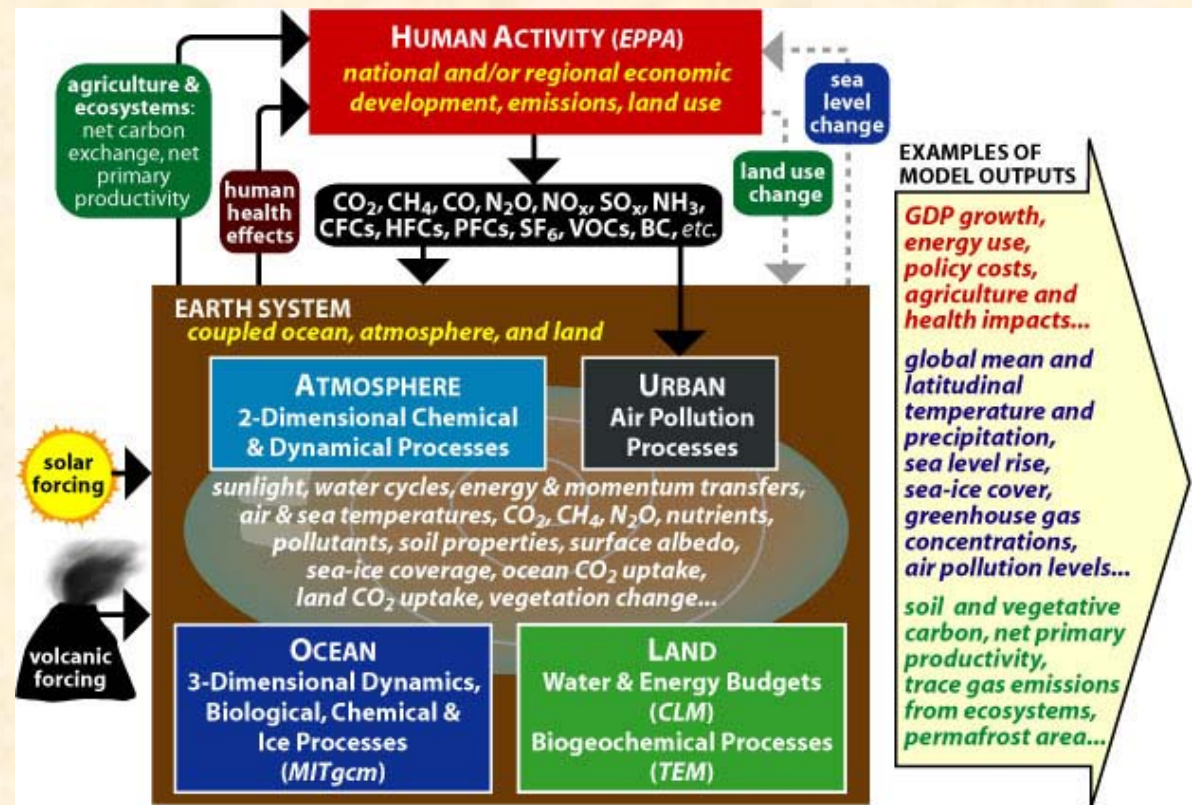 HUMAN ACTIVITY (EPPA)
national and/or regional economic
development, emissions, land use
agriculture &
ecosystems:
net carbon
exchange, net
primary
productivity
human
health
effects
sea
level
change
land use
change
CO₂, CH₄, CO, N₂O, NOₓ, SOₓ, NH₃,
CFCs, HFCs, PFCs, SF₆, VOCs, BC, etc.
EARTH SYSTEM
coupled ocean, atmosphere, and land
ATMOSPHERE
2-Dimensional Chemical
& Dynamical Processes
URBAN
Air Pollution
Processes
solar
forcing
volcanic
forcing
sunlight, water cycles, energy & momentum transfers,
air & sea temperatures, CO₂, CH₄, N₂O, nutrients,
pollutants, soil properties, surface albedo,
sea-ice coverage, ocean CO₂ uptake,
land CO₂ uptake, vegetation change...
OCEAN
3-Dimensional Dynamics,
Biological, Chemical &
Ice Processes
(MITgcm)
LAND
Water & Energy Budgets
(CLM)
Biogeochemical Processes
(TEM)
EXAMPLES OF
MODEL OUTPUTS
GDP growth,
energy use,
policy costs,
agriculture and
health impacts...
global mean and
latitudinal
temperature and
precipitation,
sea level rise,
sea-ice cover,
greenhouse gas
concentrations,
air pollution levels...
soil and vegetative
carbon, net primary
productivity,
trace gas emissions
from ecosystems,
permafrost area...